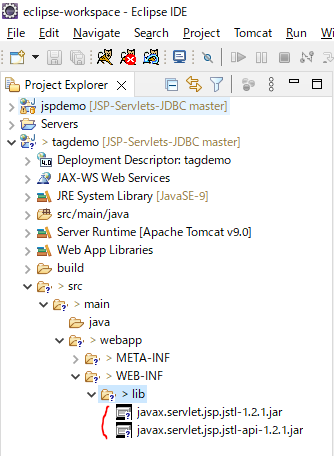 eclipse-workspace - Eclipse IDE
File Edit Navigate Search Project Tomcat Run W
Project Explorer
jspdemo [JSP-Servlets-JDBC master]
Servers
> tagdemo [JSP-Servlets-JDBC master]
Deployment Descriptor: tagdemo
JAX-WS Web Services
JRE System Library [JavaSE-9]
src/main/java
Server Runtime [Apache Tomcat v9.0]
Web App Libraries
build
> src
> main
java
> webapp
> META-INF
> WEB-INF
> lib
javax.servlet.jsp.jstl-1.2.1.jar
javax.servlet.jsp.jstl-api-1.2.1.jar